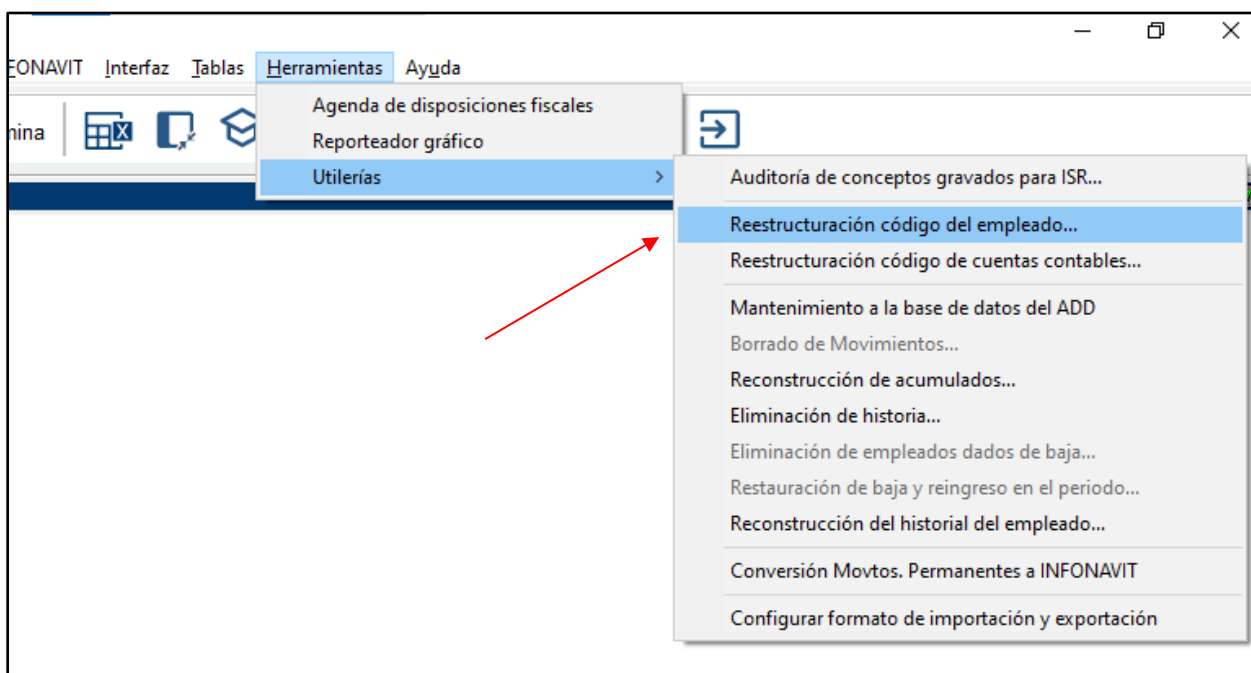 FONAVIT Interfaz Tablas Herramientas Ayuda
Agenda de disposiciones fiscales
Reporteador gráfico
Utilerías
Auditoría de conceptos gravados para ISR...
Reestructuración código del empleado...
Reestructuración código de cuentas contables...
Mantenimiento a la base de datos del ADD
Borrado de Movimientos...
Reconstrucción de acumulados...
Eliminación de historia...
Eliminación de empleados dados de baja...
Restauración de baja y reingreso en el periodo...
Reconstrucción del historial del empleado...
Conversión Movtos. Permanentes a INFONAVIT
Configurar formato de importación y exportación